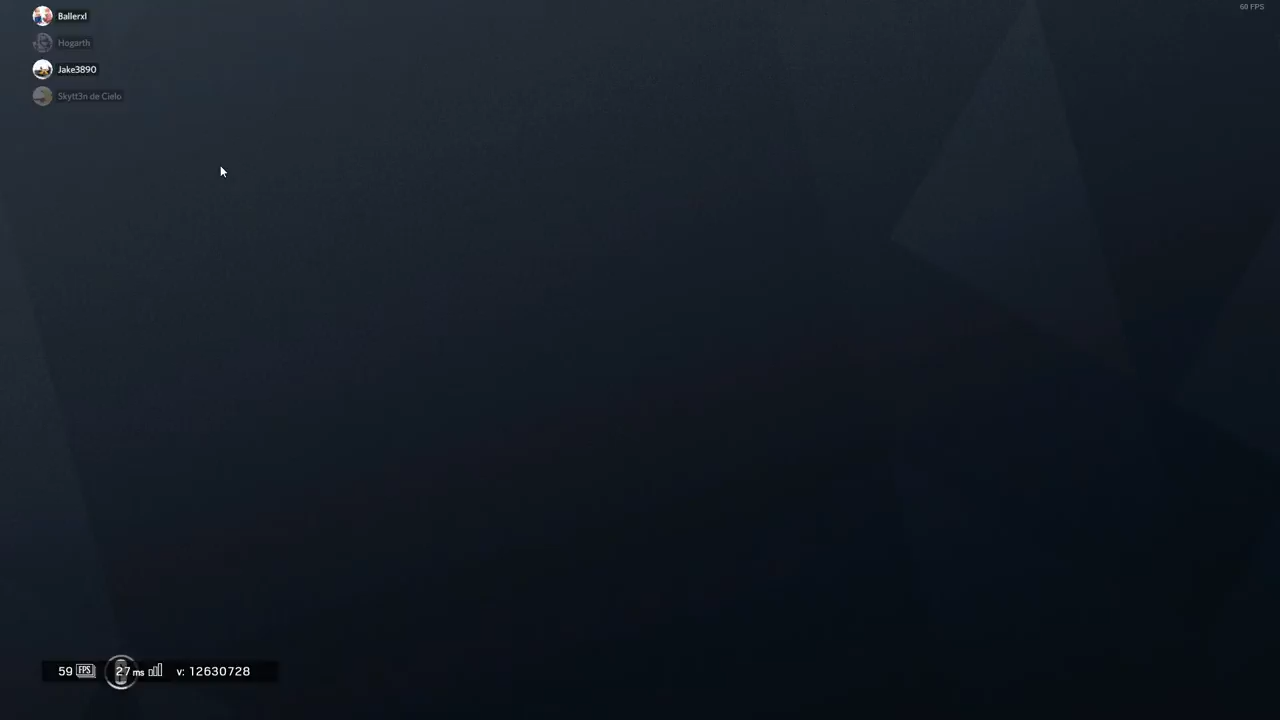 60 FPS
Ballerxl
Hogarth
Jake3890
Skytt3n de Cielo
59 FPS 27 ms v: 12630728